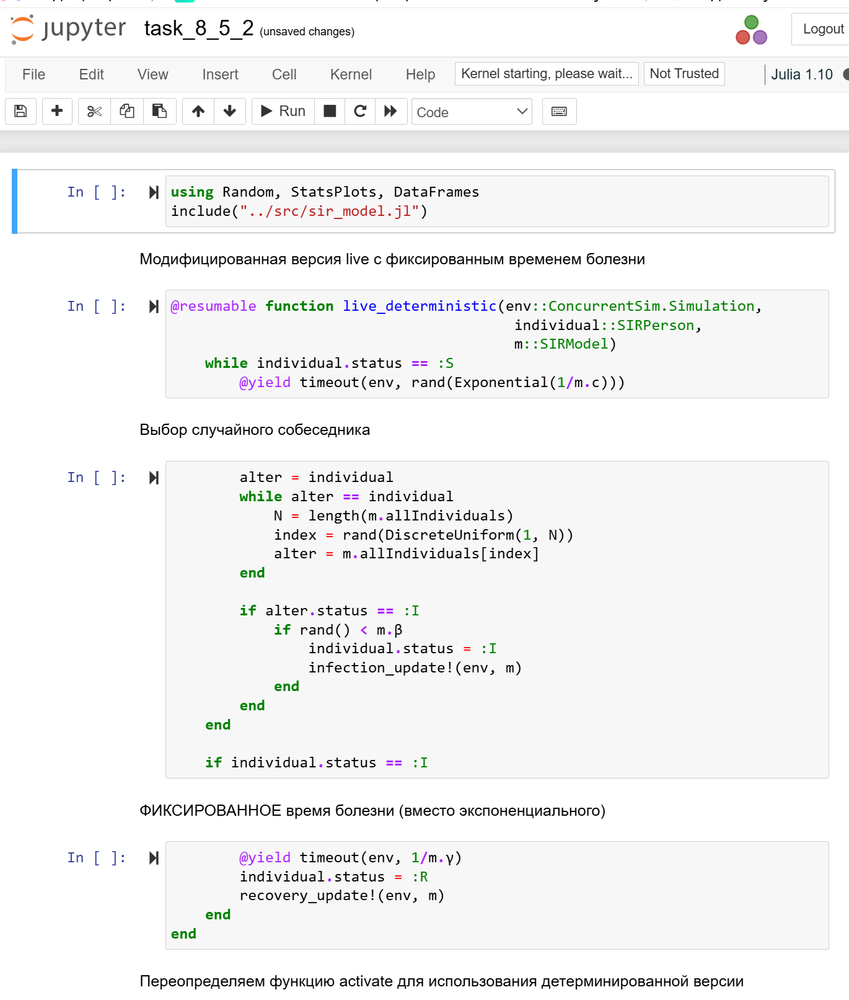 jupyter task_8_5_2 (unsaved changes)
Logout
File Edit View Insert Cell Kernel Help Kernel starting, please wait... Not Trusted Julia 1.10
Run Code
In [ ]: using Random, StatsPlots, DataFrames
include("../src/sir_model.jl")
Модифицированная версия live с фиксированным временем болезни
In [ ]: @resumable function live_deterministic(env::ConcurrentSim.Simulation,
individual::SIRPerson,
m::SIRModel)
while individual.status == :S
@yield timeout(env, rand(Exponential(1/m.c)))
Выбор случайного собеседника
In [ ]: alter = individual
while alter == individual
N = length(m.allIndividuals)
index = rand(DiscreteUniform(1, N))
alter = m.allIndividuals[index]
end
if alter.status == :I
if rand() < m.β
individual.status = :I
infection_update!(env, m)
end
end
end
if individual.status == :I
ФИКСИРОВАННОЕ время болезни (вместо экспоненциального)
In [ ]: @yield timeout(env, 1/m.γ)
individual.status = :R
recovery_update!(env, m)
end
end
Переопределяем функцию activate для использования детерминированной версии